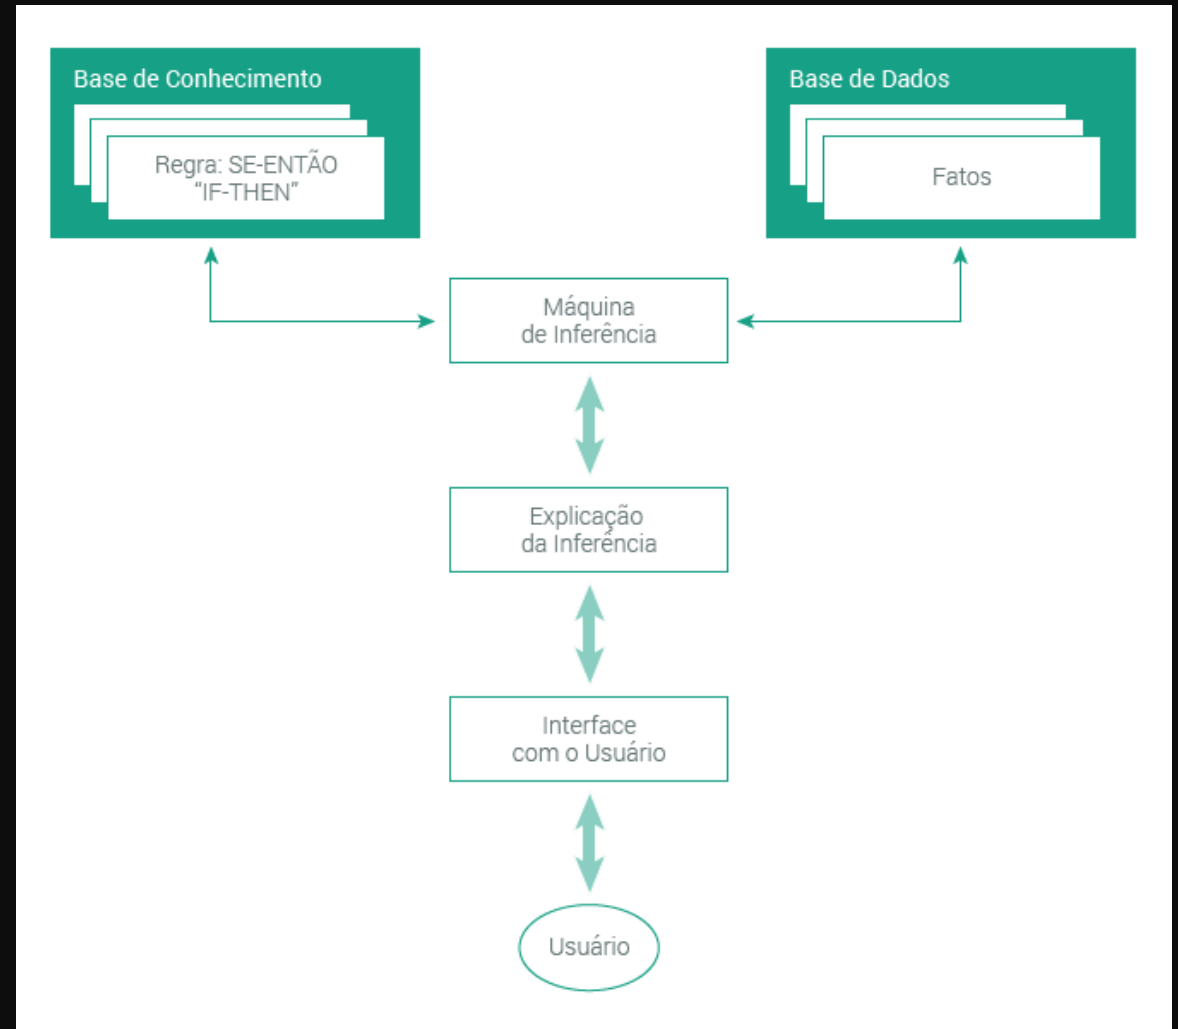 Base de Conhecimento
Regra: SE-ENTÃO
“IF-THEN”
Base de Dados
Fatos
Máquina
de Inferência
Explicação
da Inferência
Interface
com o Usuário
Usuário